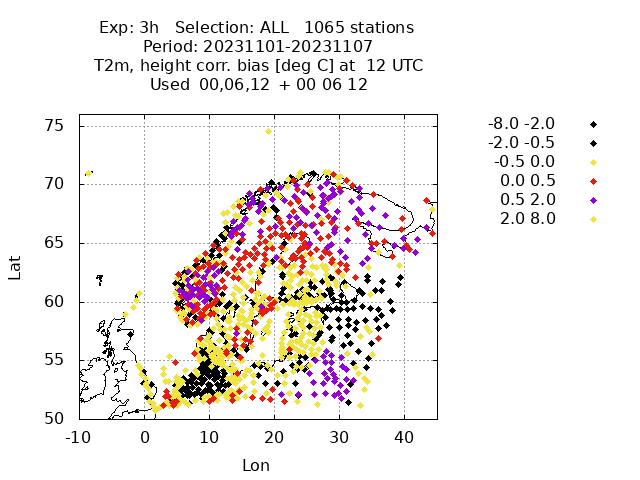 Exp: 3h   Selection: ALL   1065 stations
Period: 20231101-20231107
T2m, height corr. bias [deg C] at  12 UTC
Used  00,06,12  + 00 06 12
75
70
65
60
55
50
-10 0 10 20 30 40
Lat
Lon
-8.0 -2.0
-2.0 -0.5
-0.5 0.0
0.0 0.5
0.5 2.0
2.0 8.0